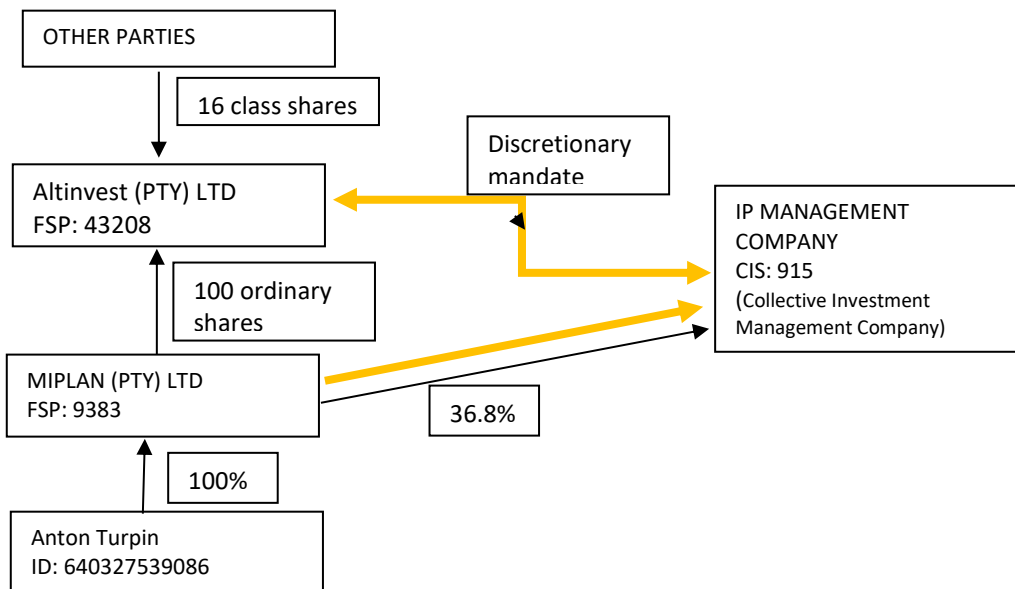 OTHER PARTIES
16 class shares
Discretionary
mandate
Altinvest (PTY) LTD
FSP: 43208
IP MANAGEMENT
COMPANY
CIS: 915
(Collective Investment
Management Company)
100 ordinary
shares
MIPLAN (PTY) LTD
FSP: 9383
36.8%
100%
Anton Turpin
ID: 640327539086